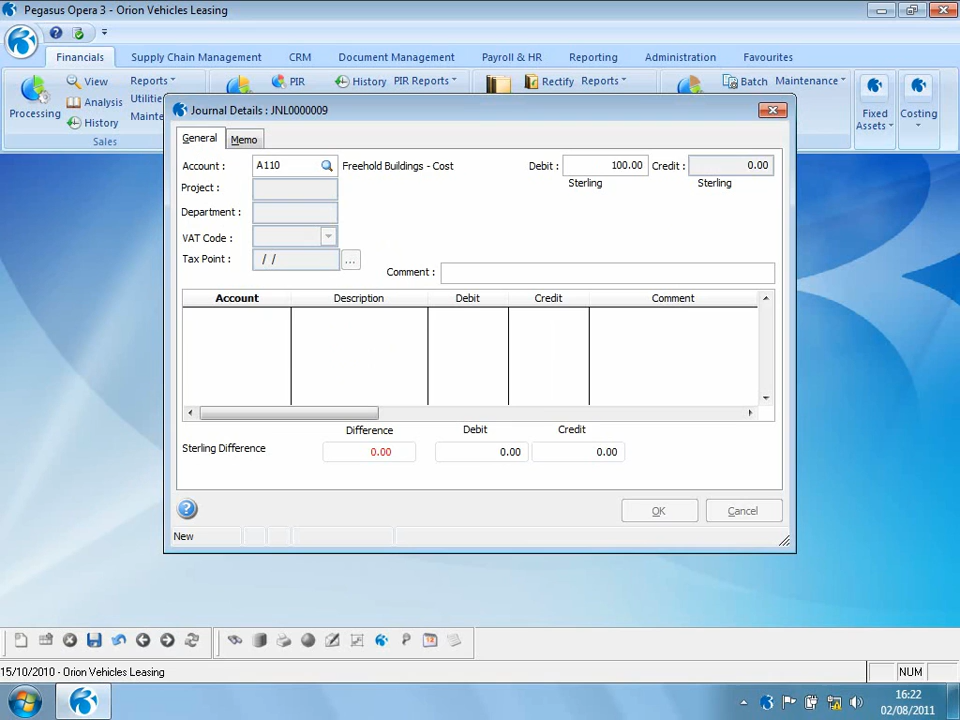 Pegasus Opera 3 - Orion Vehicles Leasing
Financials Supply Chain Management CRM Document Management Payroll & HR Reporting Administration Favourites
View Reports PIR History PIR Reports Rectify Reports Batch Maintenance
Processing Analysis Utilitie Fixed Assets Costing
History Mainte
Sales
Journal Details : JNL0000009
General Memo
Account : A110 Freehold Buildings - Cost Debit : 100.00 Credit : 0.00
Sterling Sterling
Project :
Department :
VAT Code :
Tax Point : / / ...
Comment :
Account Description Debit Credit Comment
Difference Debit Credit
Sterling Difference 0.00 0.00 0.00
OK Cancel
New
15/10/2010 - Orion Vehicles Leasing NUM
16:22
02/08/2011